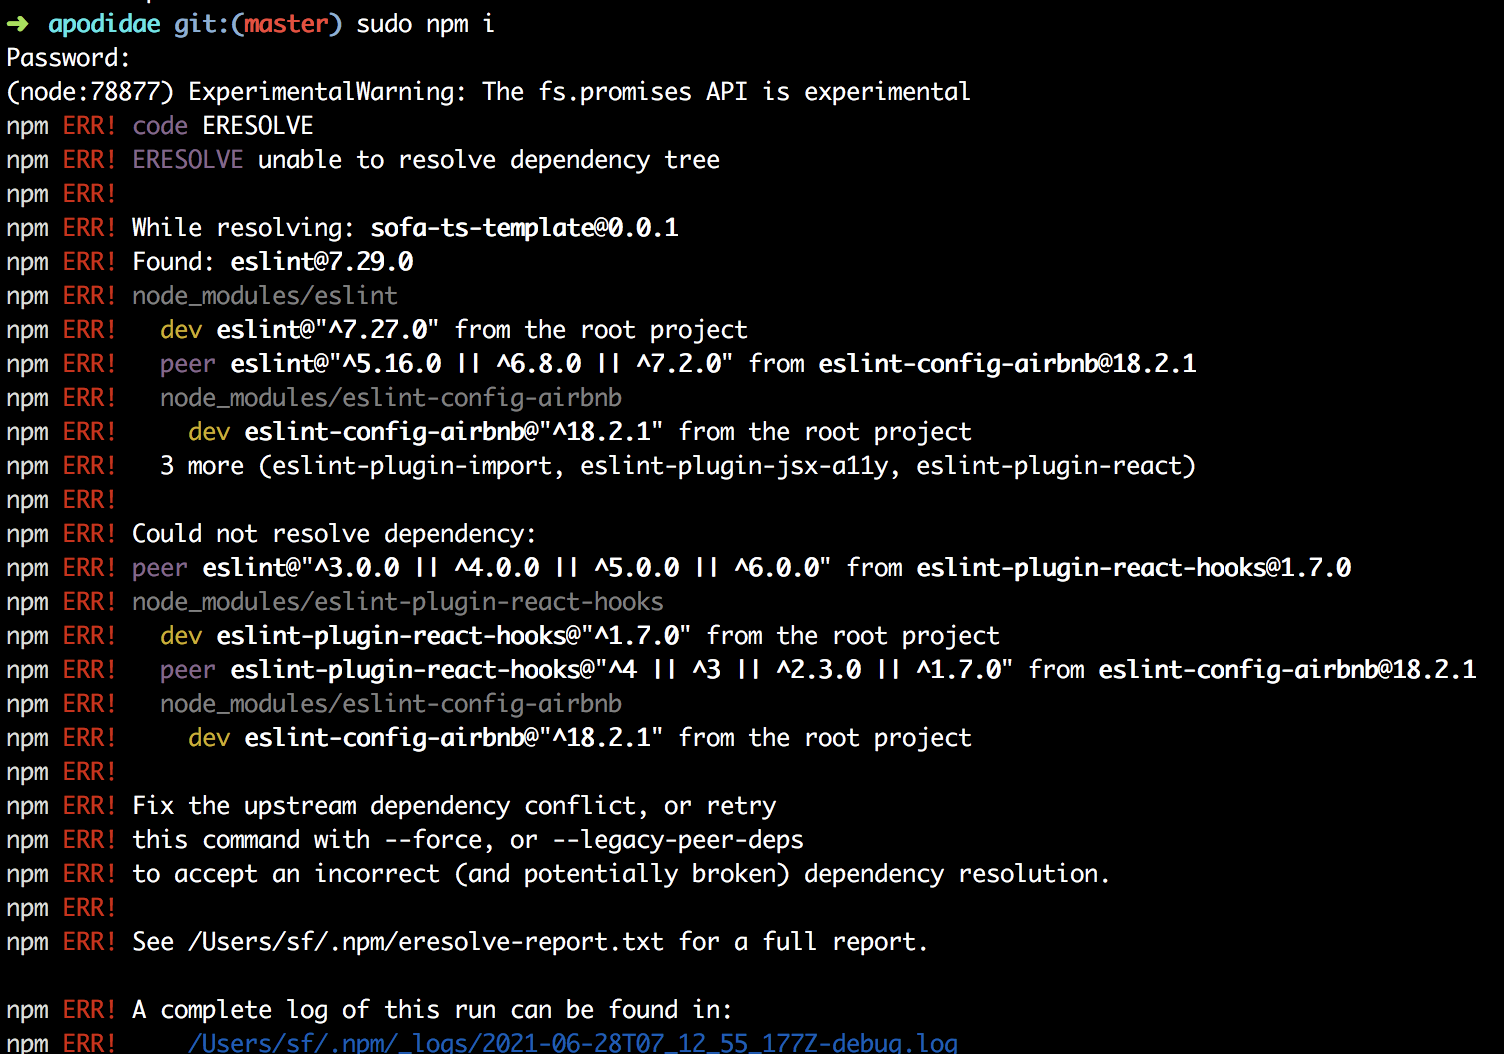 ➜ apodidae git:(master) sudo npm i
Password:
(node:78877) ExperimentalWarning: The fs.promises API is experimental
npm ERR! code ERESOLVE
npm ERR! ERESOLVE unable to resolve dependency tree
npm ERR!
npm ERR! While resolving: sofa-ts-template@0.0.1
npm ERR! Found: eslint@7.29.0
npm ERR! node_modules/eslint
npm ERR!   dev eslint@"^7.27.0" from the root project
npm ERR!   peer eslint@"^5.16.0 || ^6.8.0 || ^7.2.0" from eslint-config-airbnb@18.2.1
npm ERR!   node_modules/eslint-config-airbnb
npm ERR!     dev eslint-config-airbnb@"^18.2.1" from the root project
npm ERR!   3 more (eslint-plugin-import, eslint-plugin-jsx-a11y, eslint-plugin-react)
npm ERR!
npm ERR! Could not resolve dependency:
npm ERR! peer eslint@"^3.0.0 || ^4.0.0 || ^5.0.0 || ^6.0.0" from eslint-plugin-react-hooks@1.7.0
npm ERR! node_modules/eslint-plugin-react-hooks
npm ERR!   dev eslint-plugin-react-hooks@"^1.7.0" from the root project
npm ERR!   peer eslint-plugin-react-hooks@"^4 || ^3 || ^2.3.0 || ^1.7.0" from eslint-config-airbnb@18.2.1
npm ERR!   node_modules/eslint-config-airbnb
npm ERR!     dev eslint-config-airbnb@"^18.2.1" from the root project
npm ERR!
npm ERR! Fix the upstream dependency conflict, or retry
npm ERR! this command with --force, or --legacy-peer-deps
npm ERR! to accept an incorrect (and potentially broken) dependency resolution.
npm ERR!
npm ERR! See /Users/sf/.npm/eresolve-report.txt for a full report.
npm ERR! A complete log of this run can be found in:
npm ERR!     /Users/sf/.npm/_logs/2021-06-28T07_12_55_177Z-debug.log